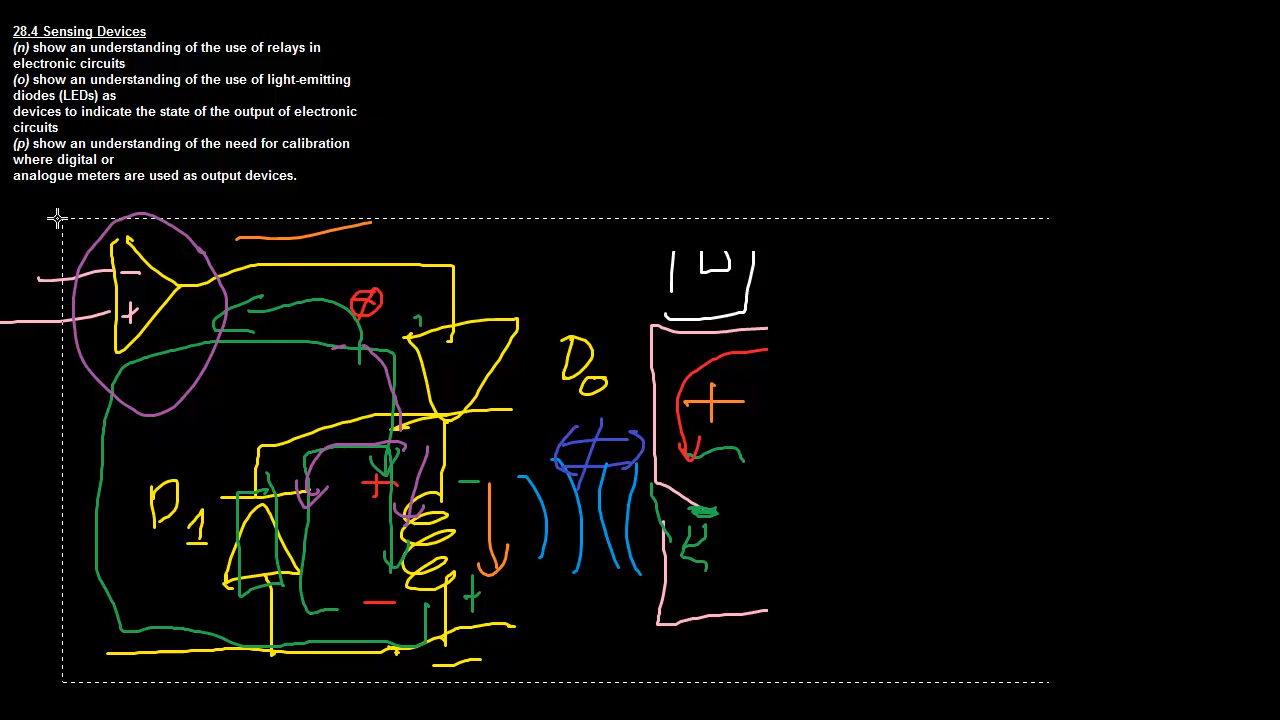 28.4 Sensing Devices
(n) show an understanding of the use of relays in
electronic circuits
(o) show an understanding of the use of light-emitting
diodes (LEDs) as
devices to indicate the state of the output of electronic
circuits
(p) show an understanding of the need for calibration
where digital or
analogue meters are used as output devices.
−
+
D0
+
D1
+
−
+
−